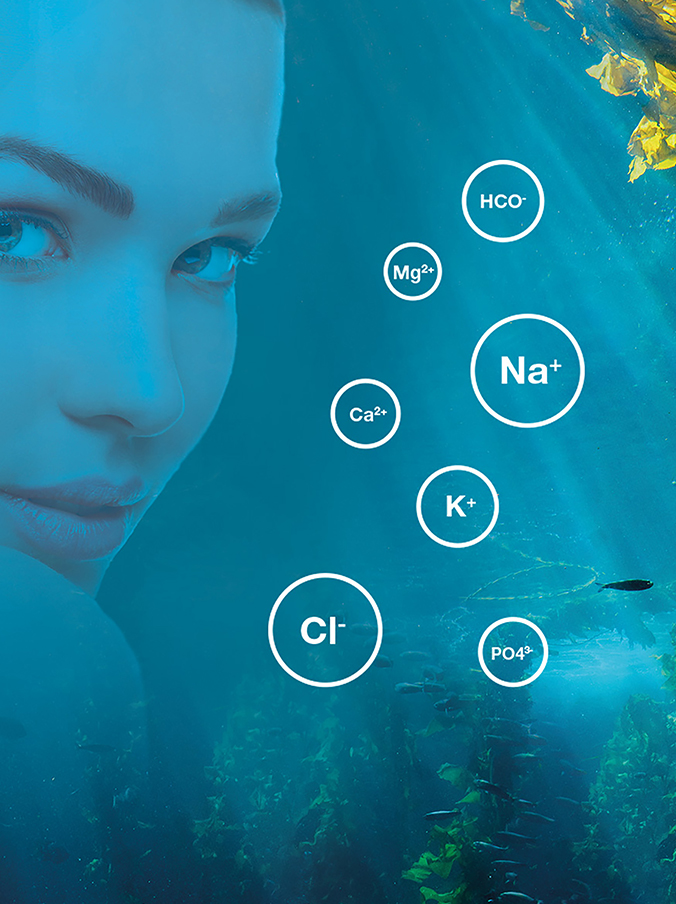 HCO⁻
Mg²⁺
Na⁺
Ca²⁺
K⁺
Cl⁻
PO4³⁻